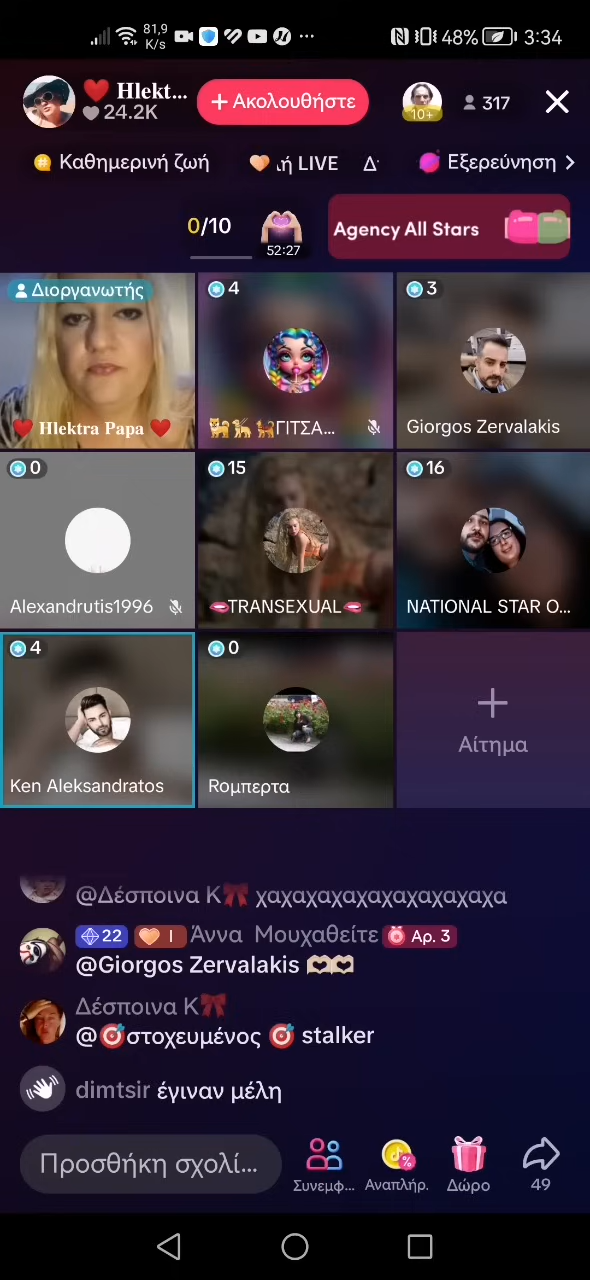 81,9
K/s
48%
3:34
❤️ Hlekt...
24.2K
+ Ακολουθήστε
10+
317
Καθημερινή ζωή
ιή LIVE
Εξερεύνηση >
0/10
52:27
Agency All Stars
Διοργανωτής
❤️ Hlektra Papa ❤️
4
ΓΙΤΣΑ...
3
Giorgos Zervalakis
0
Alexandrutis1996
15
👄TRANSEXUAL👄
16
NATIONAL STAR O...
4
Ken Aleksandratos
0
Ρομπερτα
+
Αίτημα
@Δέσποινα Κ🎀 χαχαχαχαχαχαχαχαχαχα
22 I Άννα Μουχαθείτε Αρ. 3
@Giorgos Zervalakis 🫶🫶
Δέσποινα Κ🎀
@🎯στοχευμένος 🎯 stalker
dimtsir έγιναν μέλη
Προσθήκη σχολί...
Συνεμφ...
Αναπλήρ.
Δώρο
49